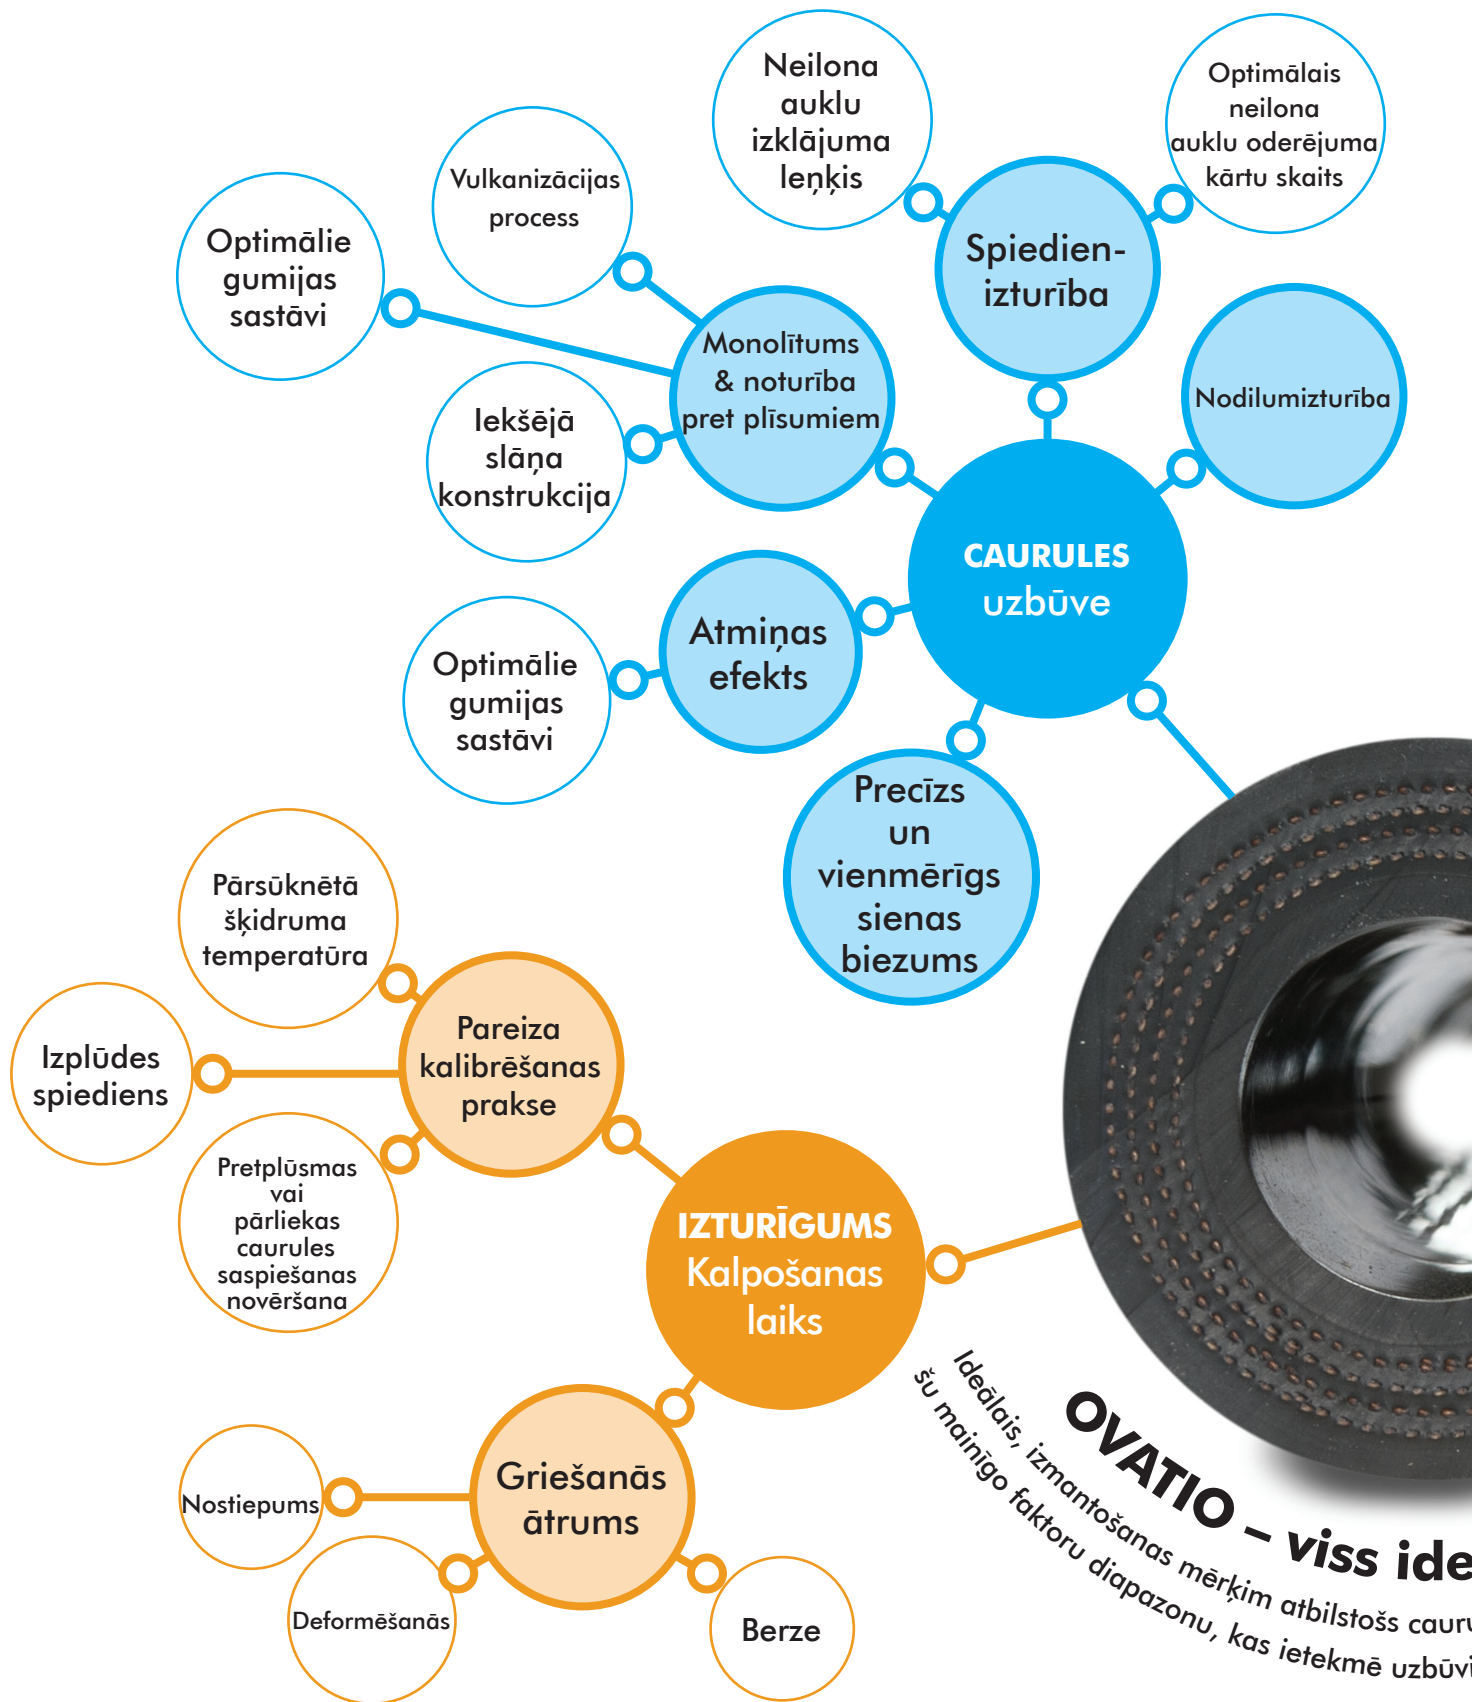 Neilona
auklu
izklājuma
leņķis
Optimālais
neilona
auklu oderējuma
kārtu skaits
Vulkanizācijas
process
Optimālie
gumijas
sastāvi
Spiedien-
izturība
Monolītums
& noturība
pret plīsumiem
Nodilumizturība
Iekšējā
slāņa
konstrukcija
CAURULES
uzbūve
Atmiņas
efekts
Optimālie
gumijas
sastāvi
Precīzs
un
vienmērīgs
sienas
biezums
Pārsūknētā
šķidruma
temperatūra
Pareiza
kalibrēšanas
prakse
Izplūdes
spiediens
Pretplūsmas
vai
pārliekas
caurules
saspiešanas
novēršana
IZTURĪGUMS
Kalpošanas
laiks
Griešanās
ātrums
Nostiepums
Deformēšanās
Berze
OVATIO – viss ide
Ideālais, izmantošanas mērķim atbilstošs cauru
šu mainīgo faktoru diapazonu, kas ietekmē uzbūvi